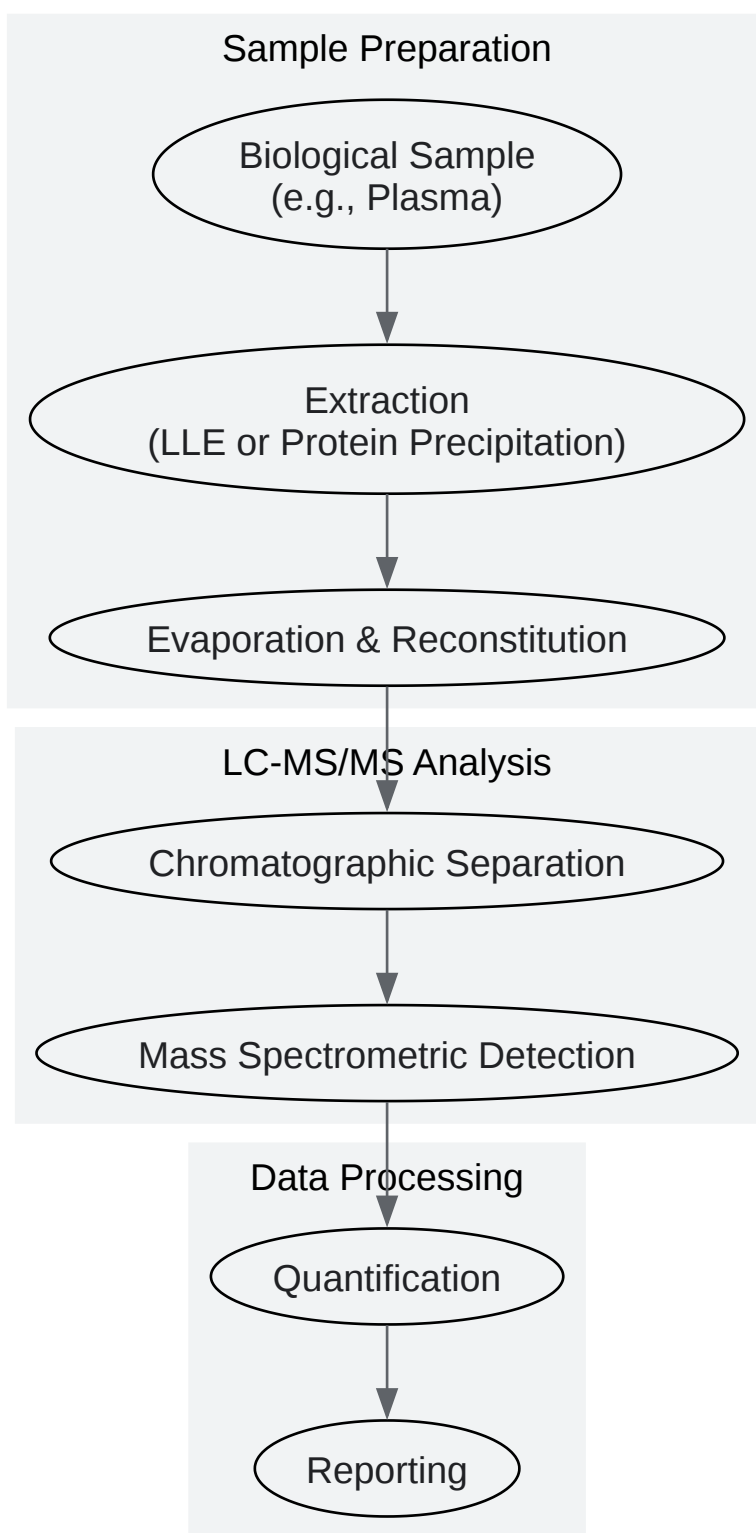 Sample Preparation
Biological Sample
(e.g., Plasma)
Extraction
(LLE or Protein Precipitation)
Evaporation & Reconstitution
LC-MS/MS Analysis
Chromatographic Separation
Mass Spectrometric Detection
Data Processing
Quantification
Reporting